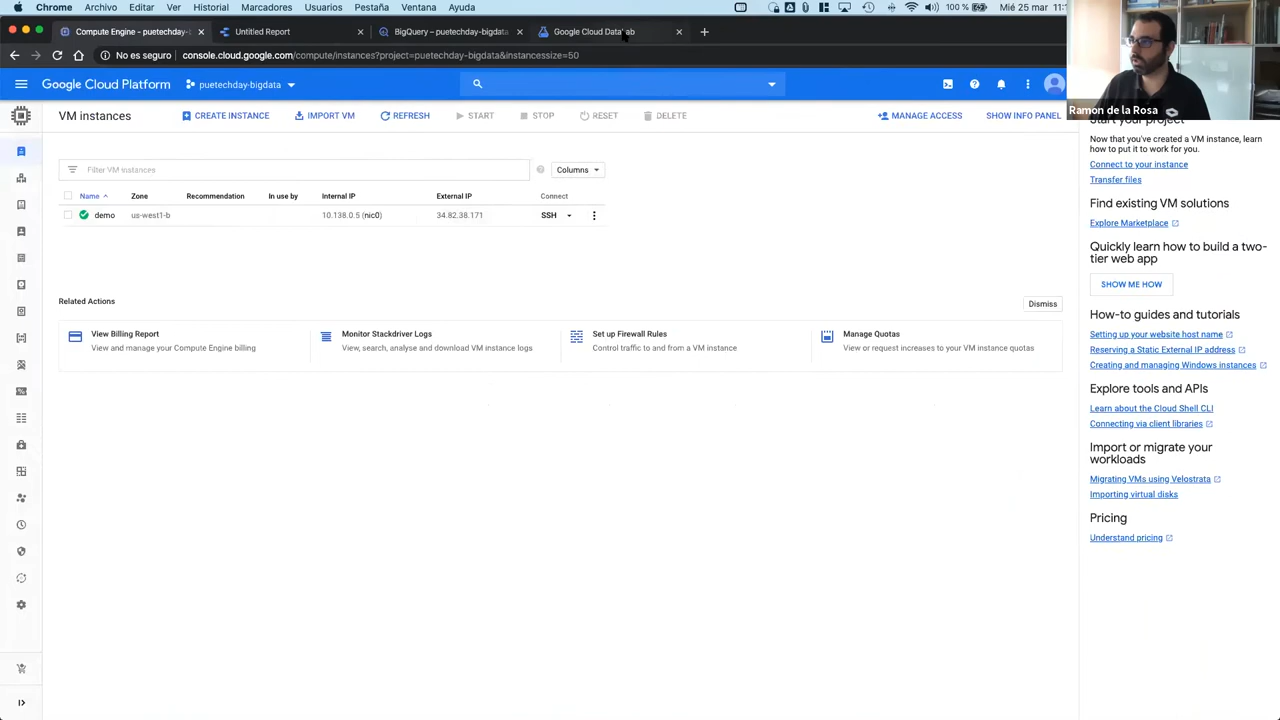 Chrome Archivo Editar Ver Historial Marcadores Usuarios Pestaña Ventana Ayuda 100 % Mié 25 mar
Compute Engine – puetechday-b
Untitled Report
BigQuery – puetechday-bigdata
Google Cloud DataLab
No es seguro console.cloud.google.com/compute/instances?project=puetechday-bigdata&instancessize=50
Google Cloud Platform
puetechday-bigdata
VM instances
CREATE INSTANCE
IMPORT VM
REFRESH
START
STOP
RESET
DELETE
MANAGE ACCESS
SHOW INFO PANEL
Ramon de la Rosa
Filter VM instances
Columns
Name Zone Recommendation In use by Internal IP External IP Connect
demo us-west1-b 10.138.0.5 (nic0) 34.82.38.171 SSH
Related Actions
Dismiss
View Billing Report
View and manage your Compute Engine billing
Monitor Stackdriver Logs
View, search, analyse and download VM instance logs
Set up Firewall Rules
Control traffic to and from a VM instance
Manage Quotas
View or request increases to your VM instance quotas
Start your project
Now that you've created a VM instance, learn
how to put it to work for you.
Connect to your instance
Transfer files
Find existing VM solutions
Explore Marketplace
Quickly learn how to build a two-
tier web app
SHOW ME HOW
How-to guides and tutorials
Setting up your website host name
Reserving a Static External IP address
Creating and managing Windows instances
Explore tools and APIs
Learn about the Cloud Shell CLI
Connecting via client libraries
Import or migrate your
workloads
Migrating VMs using Velostrata
Importing virtual disks
Pricing
Understand pricing